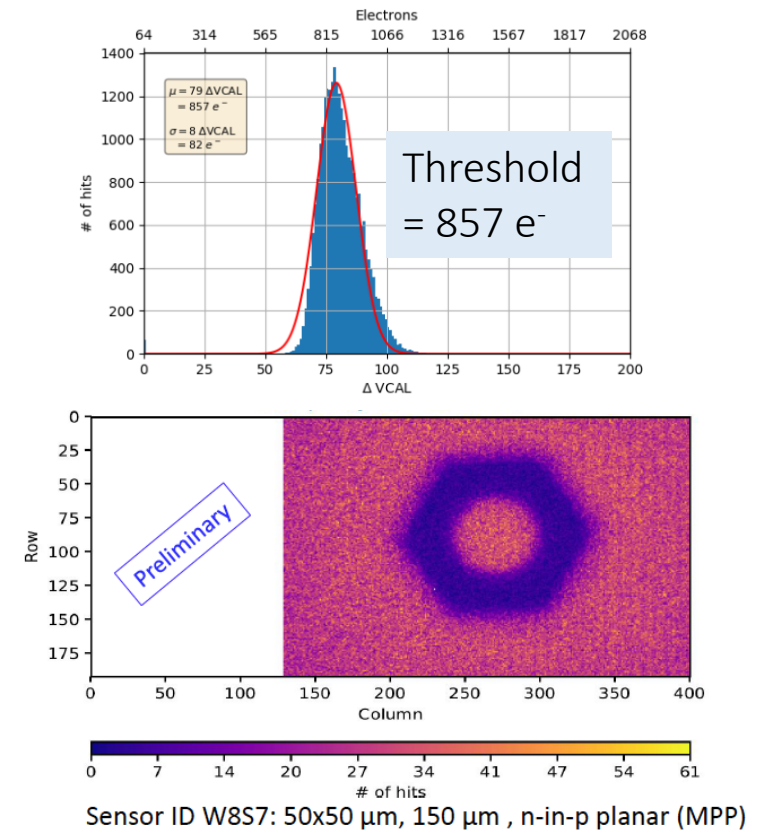 Electrons
64 314 565 815 1066 1316 1567 1817 2068
1400
1200
1000
800
600
400
200
0
# of hits
μ = 79 ΔVCAL
= 857 e⁻
σ = 8 ΔVCAL
= 82 e⁻
Threshold
= 857 e⁻
0 25 50 75 100 125 150 175 200
Δ VCAL
0
25
50
75
100
125
150
175
Row
Preliminary
0 50 100 150 200 250 300 350 400
Column
0 7 14 20 27 34 41 47 54 61
# of hits
Sensor ID W8S7: 50x50 μm, 150 μm , n-in-p planar (MPP)